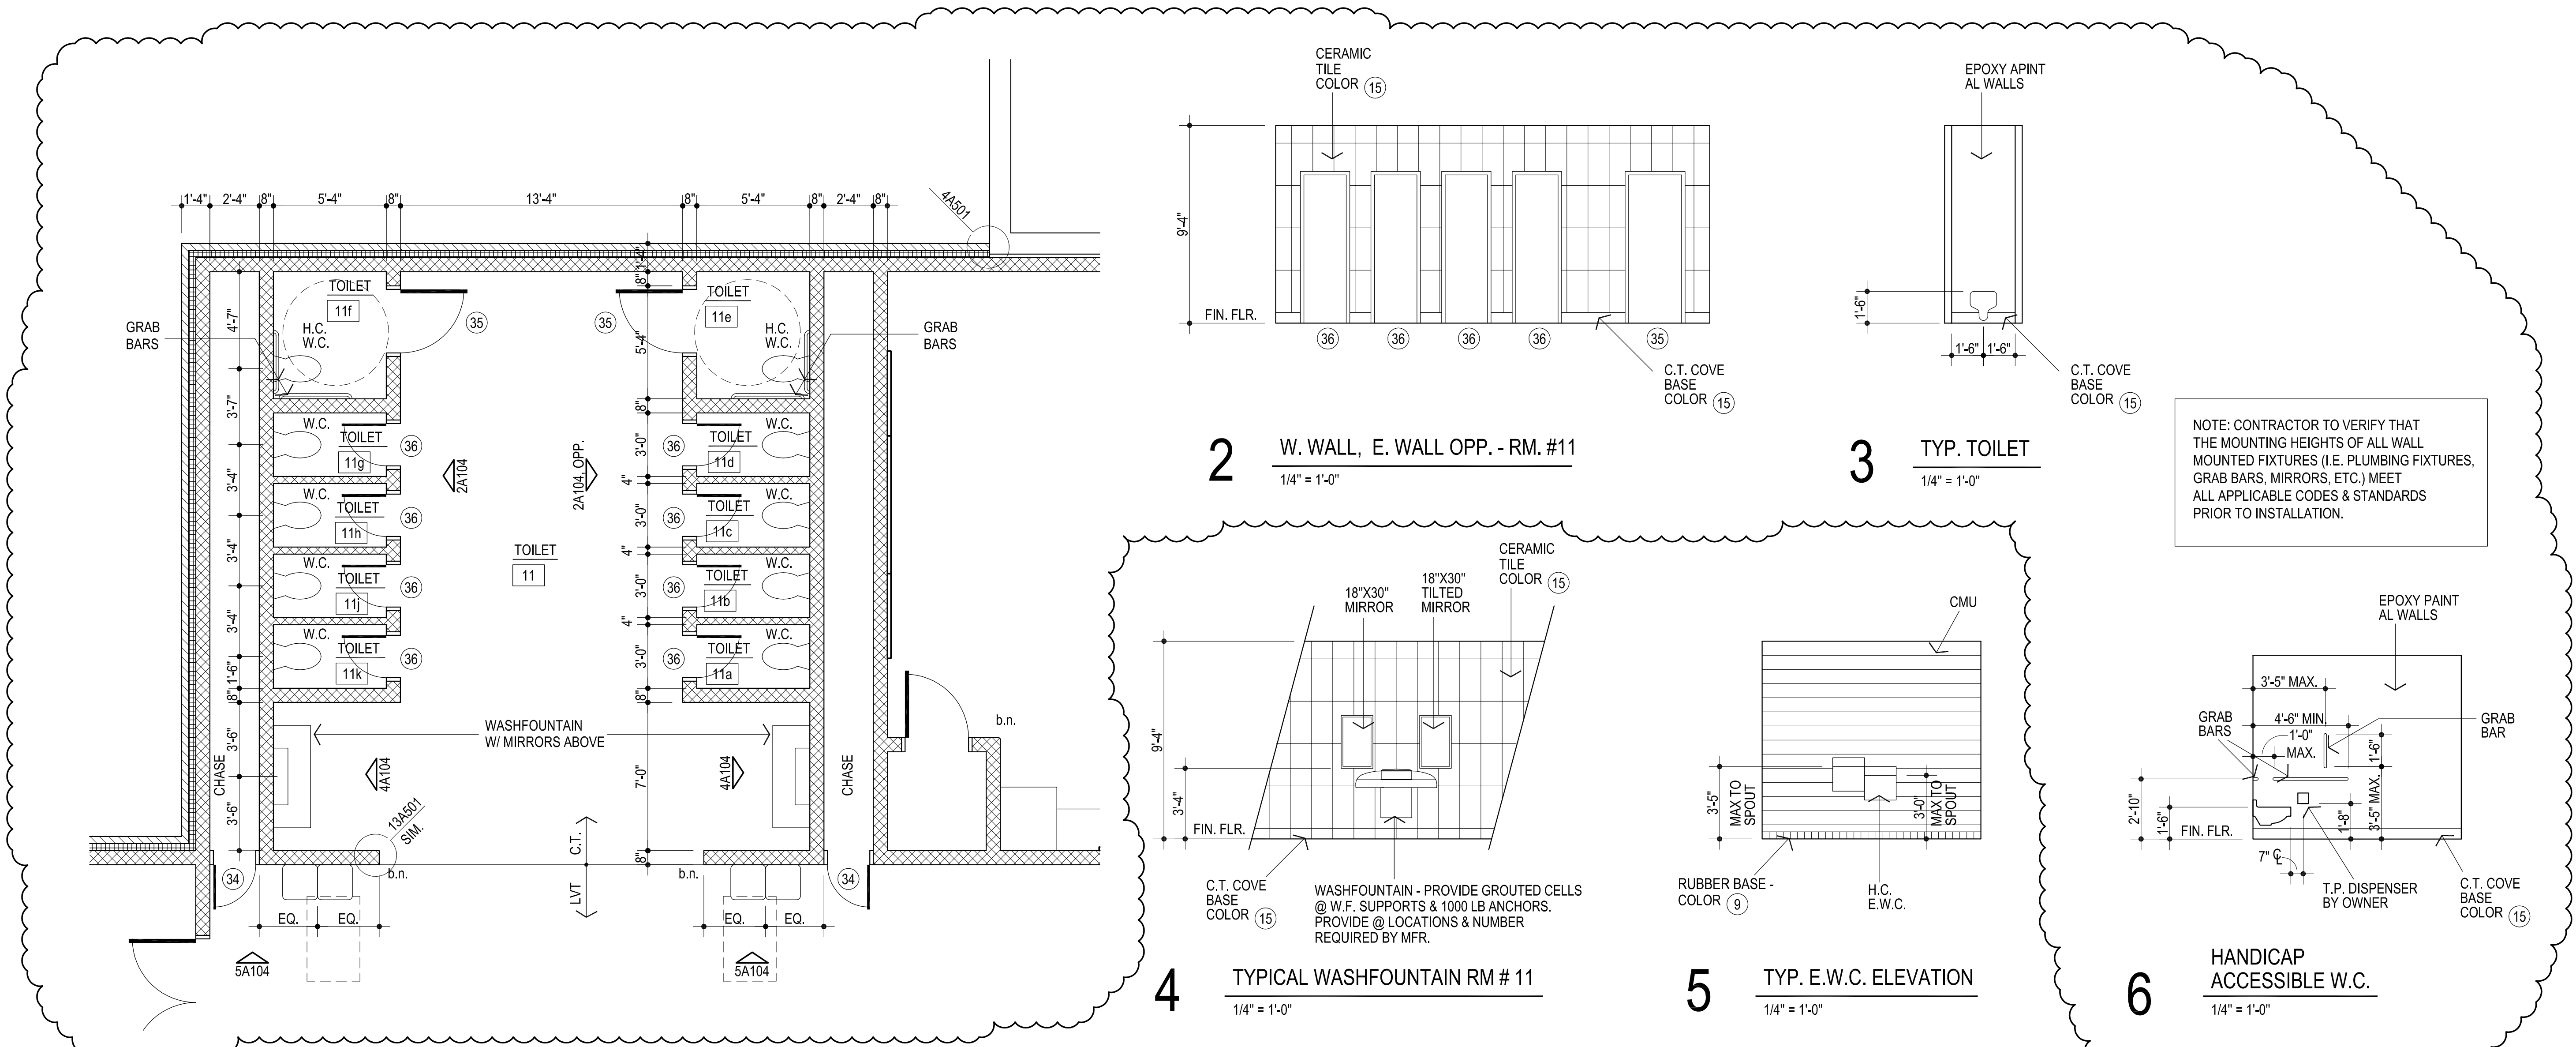 1'-4"
2'-4"
8"
5'-4"
8"
13'-4"
8"
5'-4"
8"
2'-4"
8"
4A501
1'-4"
8"
5'-4"
8"
3'-0"
4"
3'-0"
4"
3'-0"
4"
3'-0"
8"
7'-0"
8"
4'-7"
3'-7"
3'-4"
3'-4"
3'-4"
1'-6"
8"
3'-6"
3'-6"
GRAB
BARS
TOILET
11f
H.C.
W.C.
35
35
TOILET
11e
H.C.
W.C.
GRAB
BARS
W.C.
TOILET
11g
36
36
TOILET
11d
W.C.
W.C.
TOILET
11h
36
36
TOILET
11c
W.C.
W.C.
TOILET
11j
36
36
TOILET
11b
W.C.
W.C.
TOILET
11k
36
36
TOILET
11a
W.C.
2A104
2A104, OPP.
TOILET
11
WASHFOUNTAIN
W/ MIRRORS ABOVE
CHASE
CHASE
4A104
4A104
13A501
SIM.
C.T.
LVT
b.n.
b.n.
b.n.
34
34
EQ.
EQ.
EQ.
EQ.
5A104
5A104
CERAMIC
TILE
COLOR 15
9'-4"
FIN. FLR.
36
36
36
36
35
C.T. COVE
BASE
COLOR 15
2
W. WALL, E. WALL OPP. - RM. #11
1/4" = 1'-0"
EPOXY APINT
AL WALLS
1'-6"
1'-6"
1'-6"
C.T. COVE
BASE
COLOR 15
3
TYP. TOILET
1/4" = 1'-0"
NOTE: CONTRACTOR TO VERIFY THAT
THE MOUNTING HEIGHTS OF ALL WALL
MOUNTED FIXTURES (I.E. PLUMBING FIXTURES,
GRAB BARS, MIRRORS, ETC.) MEET
ALL APPLICABLE CODES & STANDARDS
PRIOR TO INSTALLATION.
18"X30"
MIRROR
18"X30"
TILTED
MIRROR
CERAMIC
TILE
COLOR 15
9'-4"
3'-4"
FIN. FLR.
C.T. COVE
BASE
COLOR 15
WASHFOUNTAIN - PROVIDE GROUTED CELLS
@ W.F. SUPPORTS & 1000 LB ANCHORS.
PROVIDE @ LOCATIONS & NUMBER
REQUIRED BY MFR.
4
TYPICAL WASHFOUNTAIN RM # 11
1/4" = 1'-0"
CMU
3'-5"
MAX TO
SPOUT
3'-0"
MAX TO
SPOUT
RUBBER BASE -
COLOR 9
H.C.
E.W.C.
5
TYP. E.W.C. ELEVATION
1/4" = 1'-0"
EPOXY PAINT
AL WALLS
3'-5" MAX.
4'-6" MIN.
1'-0"
MAX.
GRAB
BARS
GRAB
BAR
1'-6"
3'-5" MAX.
1'-8"
2'-10"
1'-6"
FIN. FLR.
7" ℄
T.P. DISPENSER
BY OWNER
C.T. COVE
BASE
COLOR 15
6
HANDICAP
ACCESSIBLE W.C.
1/4" = 1'-0"